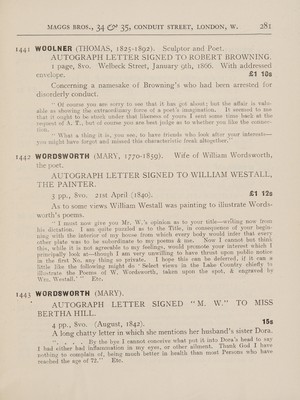 MAGGS BROS., 34 & 35, CONDUIT STREET, LONDON, W. 281
1441 WOOLNER (THOMAS, 1825-1892). Sculptor and Poet.
AUTOGRAPH LETTER SIGNED TO ROBERT BROWNING.
1 page, 8vo. Welbeck Street, January 9th, 1866. With addressed
envelope. £1 10s
Concerning a namesake of Browning's who had been arrested for
disorderly conduct.
" Of course you are sorry to see that it has got about; but the affair is valu-
able as showing the extraordinary force of a poet's imagination. It seemed to me
that it ought to be stuck under that likeness of yours I sent some time back at the
request of A. T., but of course you are best judge as to whether you like the connec-
tion.
" What a thing it is, you see, to have friends who look after your interest—
you might have forgot and missed this characteristic freak altogether."
1442 WORDSWORTH (MARY, 1770-1859). Wife of William Wordsworth,
the poet.
AUTOGRAPH LETTER SIGNED TO WILLIAM WESTALL,
THE PAINTER.
3 pp., 8vo. 21st April (1840). £1 12s
As to some views William Westall was painting to illustrate Words-
worth's poems.
" I must now give you Mr. W.'s opinion as to your title—writing now from
his dictation. I am quite puzzled as to the Title, in consequence of your begin-
ning with the interior of my house from which every body would infer that every
other plate was to be subordinate to my poems & me. Now I cannot but think
this, while it is not agreeable to my feelings, would promote your interest which I
principally look at—though I am very unwilling to have thrust upon public notice
in the first No. any thing so private. I hope this can be deferred, if it can a
little like the following might do ' Select views in the Lake Country chiefly to
illustrate the Poems of W. Wordsworth, taken upon the spot, & engraved by
Wm. Westall.' " Etc.
1443 WORDSWORTH (MARY).
AUTOGRAPH LETTER SIGNED " M. W." TO MISS
BERTHA HILL.
4 pp., 8vo. (August, 1842). 15s
A long chatty letter in which she mentions her husband's sister Dora.
" . . . . By the bye I cannot conceive what put it into Dora's head to say
I had either bad inflammation in my eyes, or other ailment. Thank God I have
nothing to complain of, being much better in health than most Persons who have
reached the age of 72." Etc.